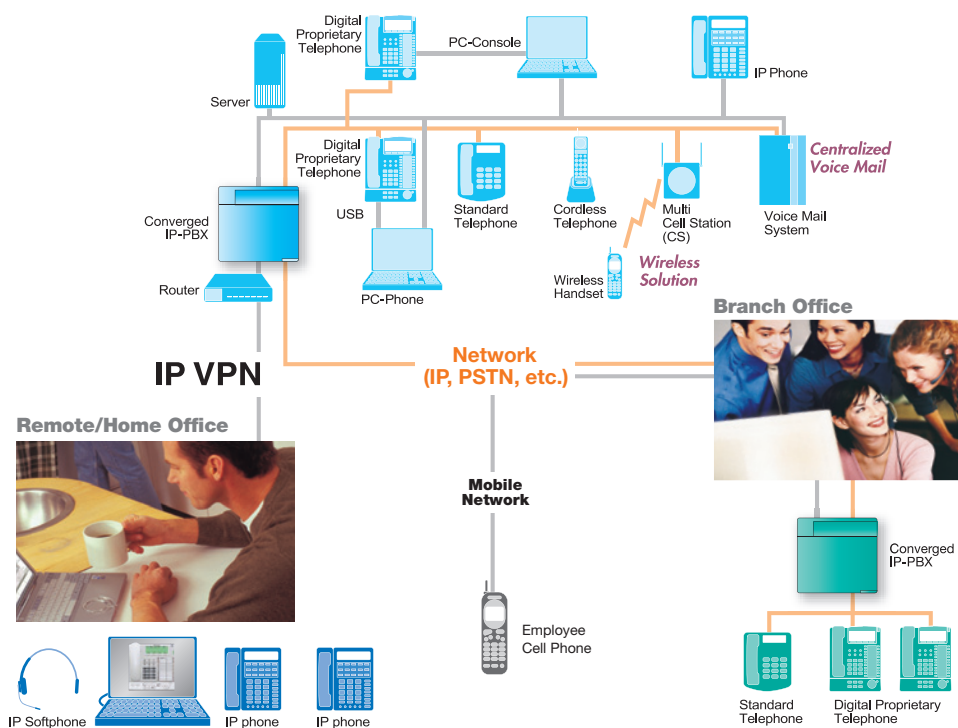 Digital
Proprietary
Telephone
PC-Console
IP Phone
Server
Digital
Proprietary
Telephone
USB
Standard
Telephone
Cordless
Telephone
Multi
Cell Station
(CS)
Centralized
Voice Mail
Voice Mail
System
Converged
IP-PBX
Router
PC-Phone
Wireless
Handset
Wireless
Solution
Branch Office
IP VPN
Network
(IP, PSTN, etc.)
Remote/Home Office
Mobile
Network
Converged
IP-PBX
Employee
Cell Phone
Standard
Telephone
Digital Proprietary
Telephone
IP Softphone
IP phone
IP phone